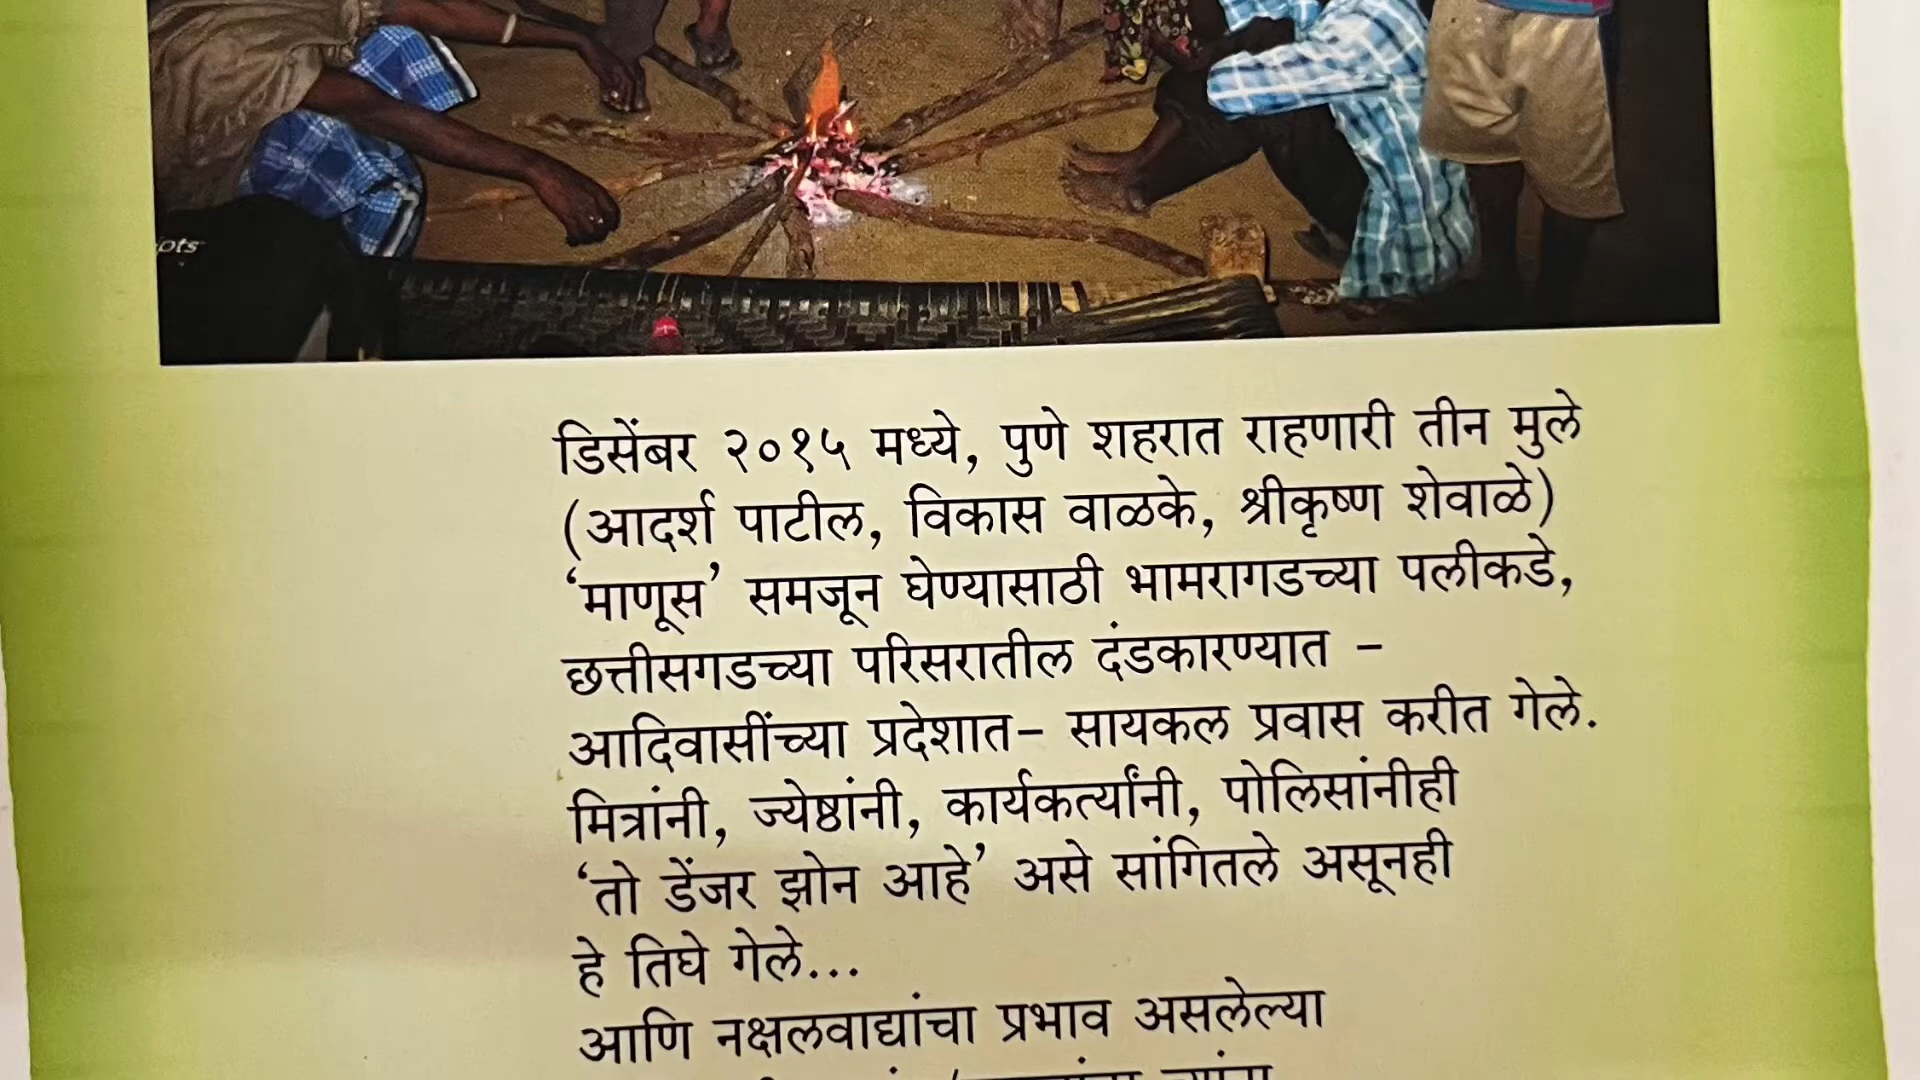 ots
डिसेंबर २०१५ मध्ये, पुणे शहरात राहणारी तीन मुले
(आदर्श पाटील, विकास वाळके, श्रीकृष्ण शेवाळे)
‘माणूस’ समजून घेण्यासाठी भामरागडच्या पलीकडे,
छत्तीसगडच्या परिसरातील दंडकारण्यात –
आदिवासींच्या प्रदेशात– सायकल प्रवास करीत गेले.
मित्रांनी, ज्येष्ठांनी, कार्यकर्त्यांनी, पोलिसांनीही
‘तो डेंजर झोन आहे’ असे सांगितले असूनही
हे तिघे गेले...
आणि नक्षलवाद्यांचा प्रभाव असलेल्या